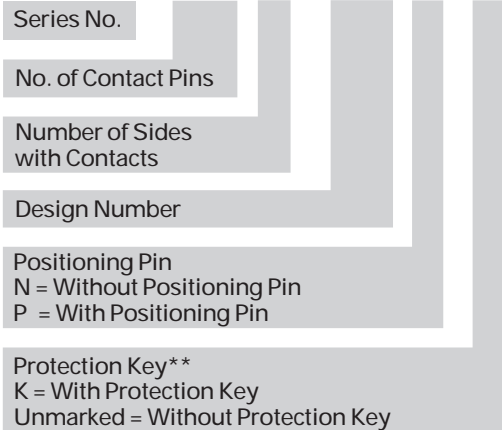 Series No.
No. of Contact Pins
Number of Sides
with Contacts
Design Number
Positioning Pin
N = Without Positioning Pin
P = With Positioning Pin
Protection Key**
K = With Protection Key
Unmarked = Without Protection Key